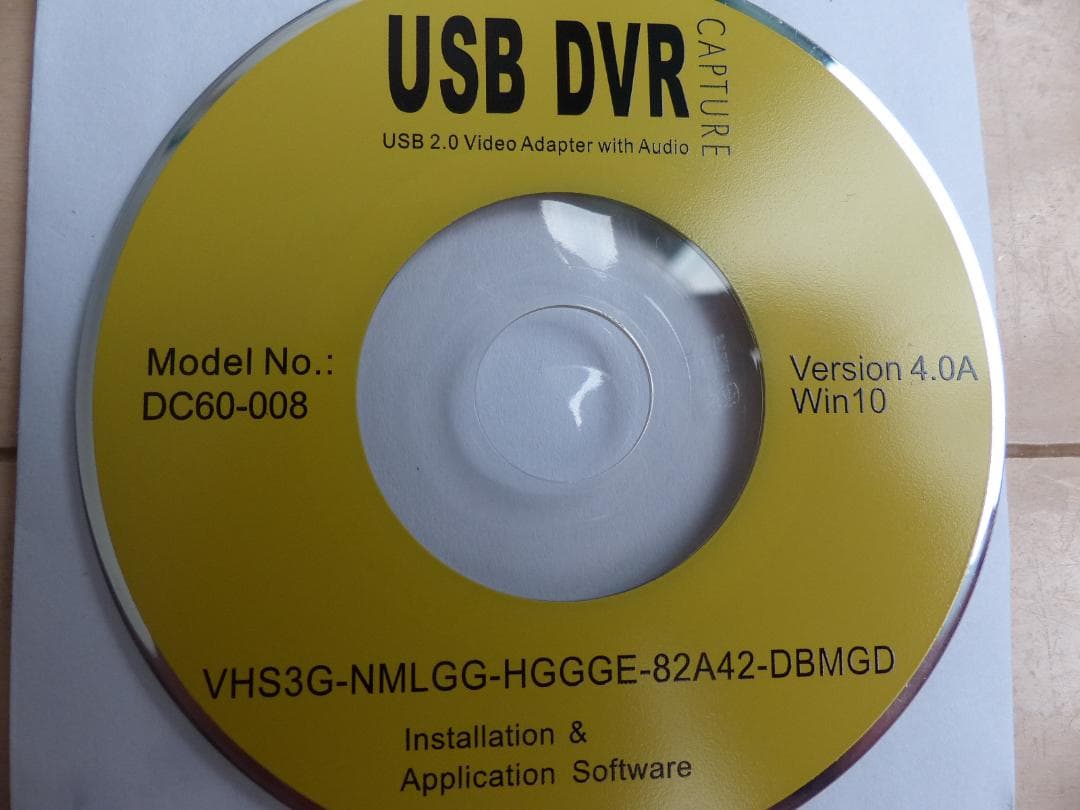 USB DVR
CAPTURE
USB 2.0 Video Adapter with Audio
Model No.:
DC60-008
Version 4.0A
Win10
VHS3G-NMLGG-HGGGE-82A42-DBMGD
Installation &
Application Software